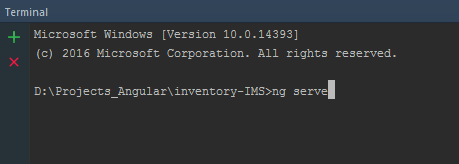 Terminal
Microsoft Windows [Version 10.0.14393]
(c) 2016 Microsoft Corporation. All rights reserved.
D:\Projects_Angular\inventory-IMS>ng serve